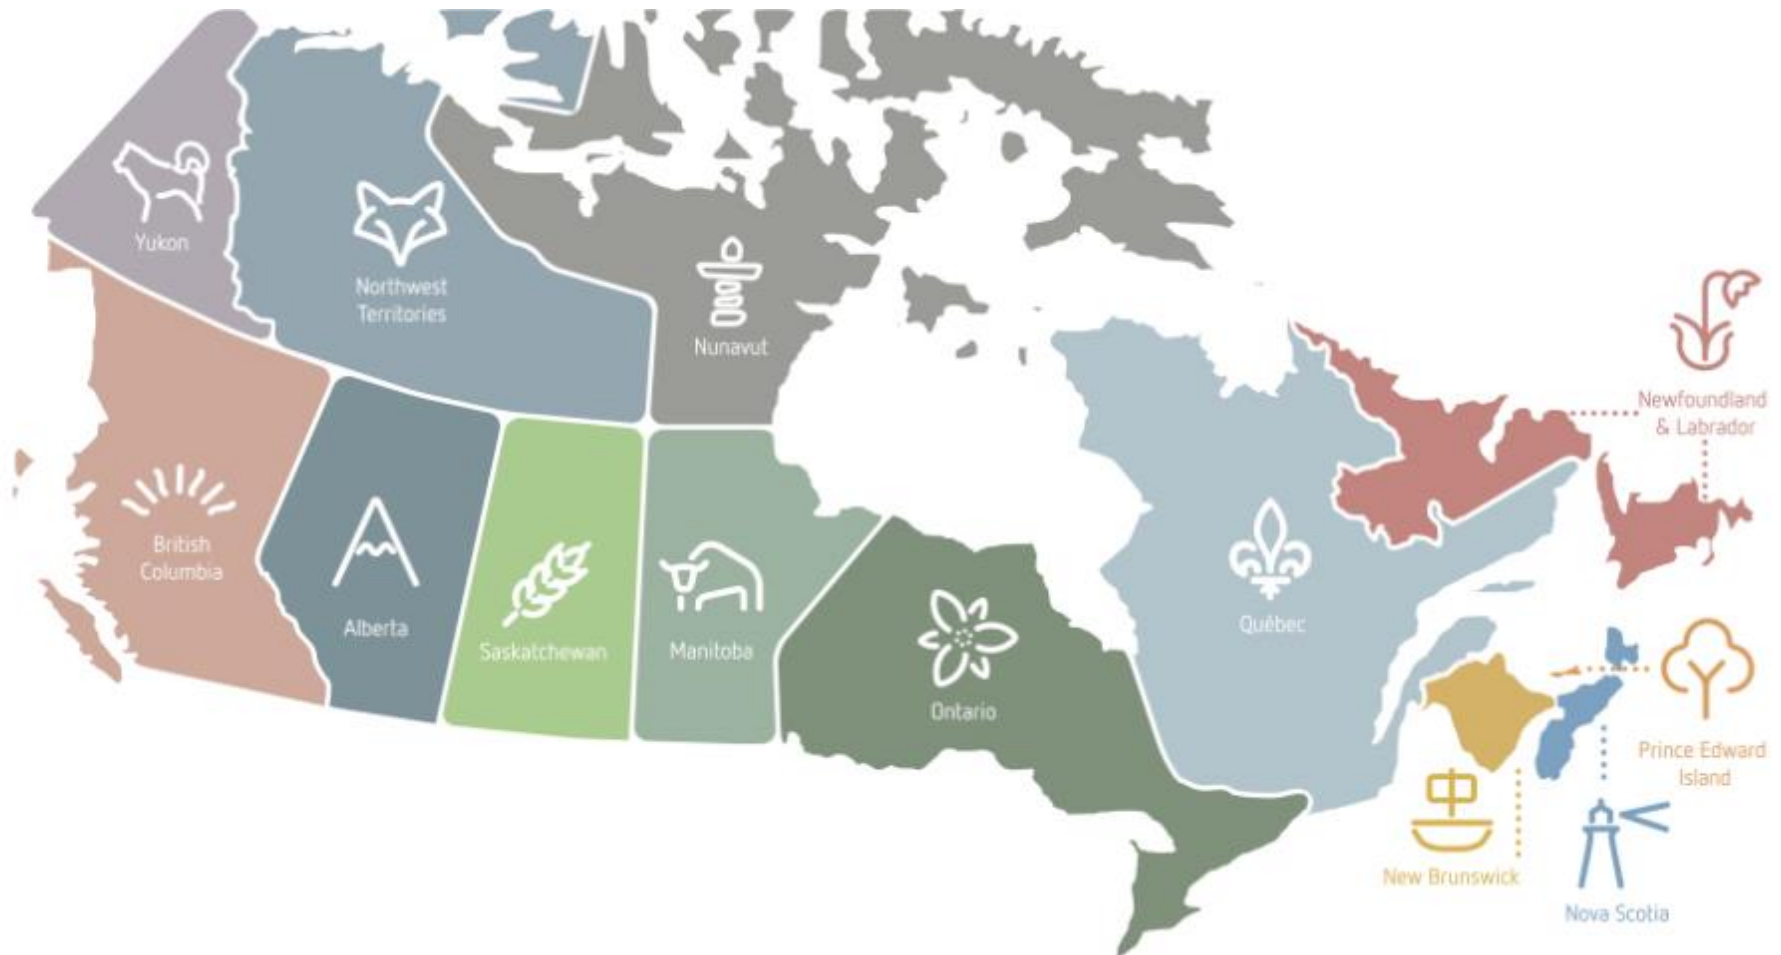 Yukon
Northwest
Territories
Nunavut
Newfoundland
& Labrador
British
Columbia
Alberta
Saskatchewan
Manitoba
Ontario
Québec
Prince Edward
Island
New Brunswick
Nova Scotia